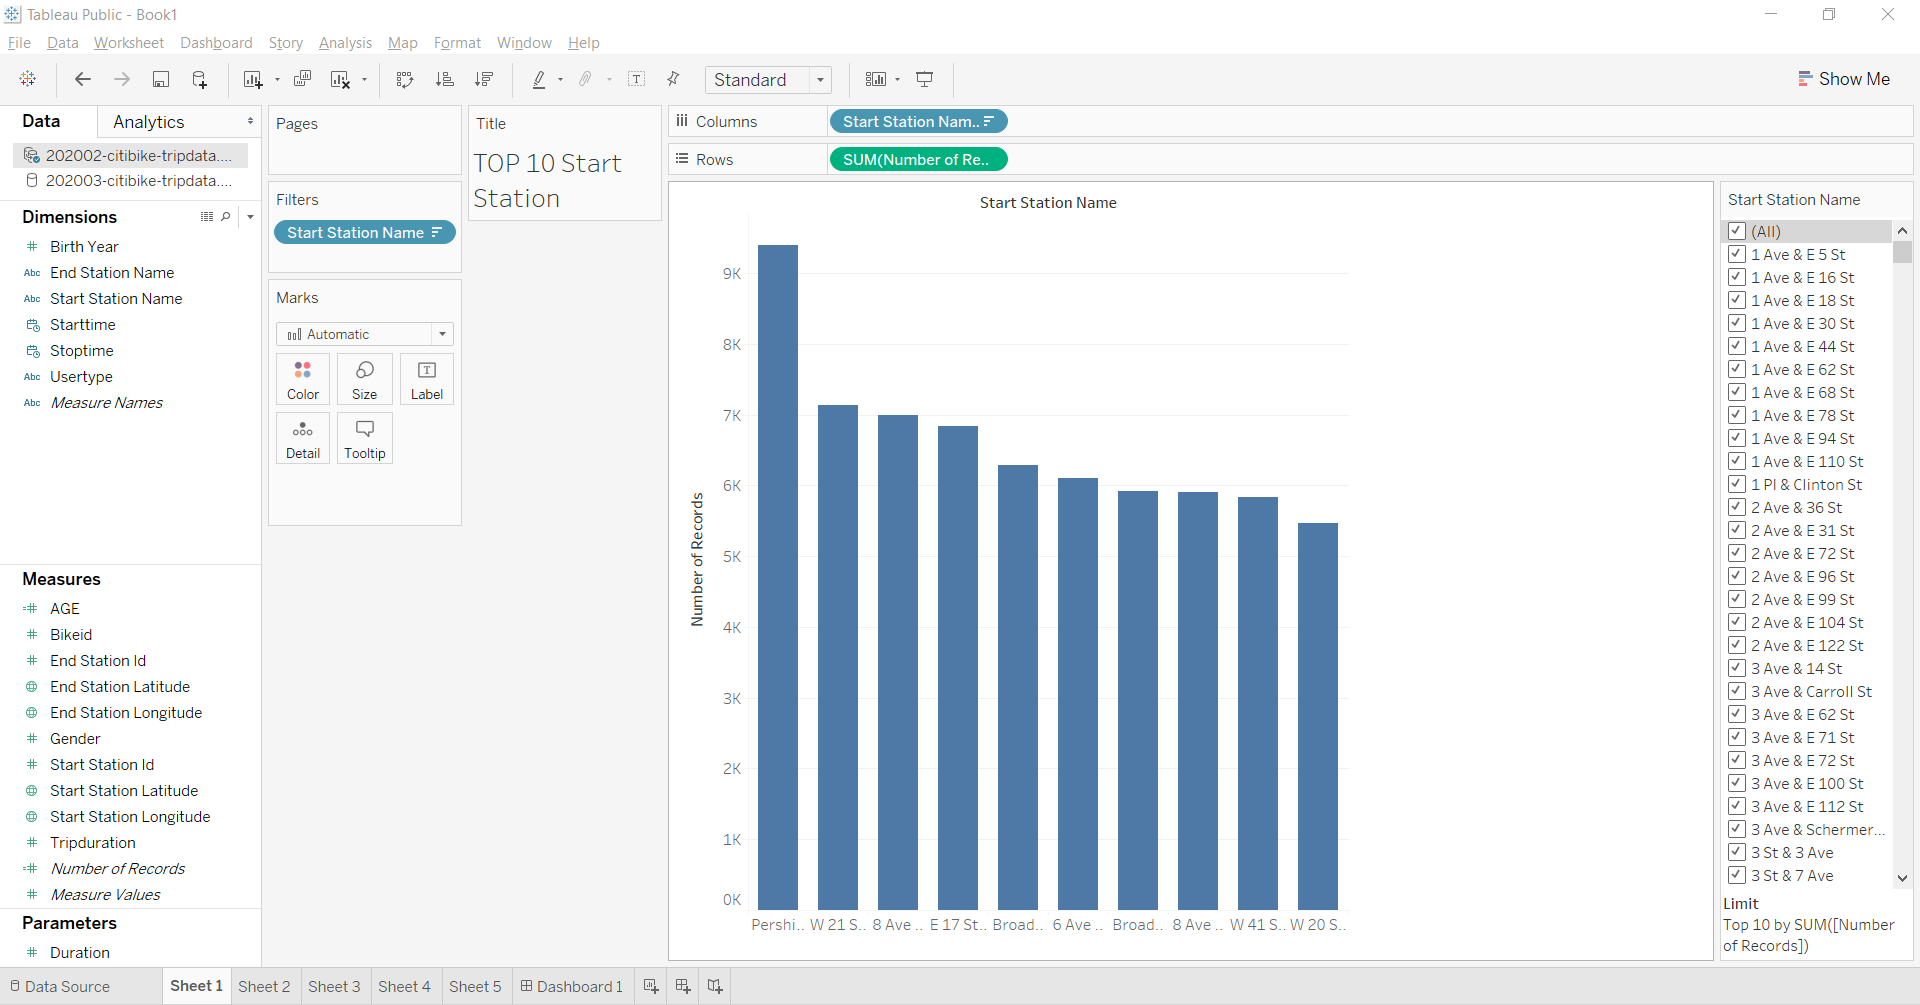 Tableau Public - Book1
File Data Worksheet Dashboard Story Analysis Map Format Window Help
Standard
Show Me
Data
Analytics
202002-citibike-tripdata....
202003-citibike-tripdata....
Dimensions
# Birth Year
Abc End Station Name
Abc Start Station Name
Starttime
Stoptime
Abc Usertype
Abc Measure Names
Measures
=# AGE
# Bikeid
# End Station Id
End Station Latitude
End Station Longitude
# Gender
# Start Station Id
Start Station Latitude
Start Station Longitude
# Tripduration
=# Number of Records
# Measure Values
Parameters
# Duration
Pages
Filters
Start Station Name
Marks
Automatic
Color
Size
T
Label
Detail
Tooltip
Title
TOP 10 Start
Station
Columns
Start Station Nam..
Rows
SUM(Number of Re..
Start Station Name
Number of Records
9K
8K
7K
6K
5K
4K
3K
2K
1K
0K
Pershi.. W 21 S.. 8 Ave .. E 17 St.. Broad.. 6 Ave .. Broad.. 8 Ave .. W 41 S.. W 20 S..
Start Station Name
(All)
1 Ave & E 5 St
1 Ave & E 16 St
1 Ave & E 18 St
1 Ave & E 30 St
1 Ave & E 44 St
1 Ave & E 62 St
1 Ave & E 68 St
1 Ave & E 78 St
1 Ave & E 94 St
1 Ave & E 110 St
1 Pl & Clinton St
2 Ave & 36 St
2 Ave & E 31 St
2 Ave & E 72 St
2 Ave & E 96 St
2 Ave & E 99 St
2 Ave & E 104 St
2 Ave & E 122 St
3 Ave & 14 St
3 Ave & Carroll St
3 Ave & E 62 St
3 Ave & E 71 St
3 Ave & E 72 St
3 Ave & E 100 St
3 Ave & E 112 St
3 Ave & Schermer...
3 St & 3 Ave
3 St & 7 Ave
Limit
Top 10 by SUM([Number
of Records])
Data Source
Sheet 1
Sheet 2
Sheet 3
Sheet 4
Sheet 5
Dashboard 1